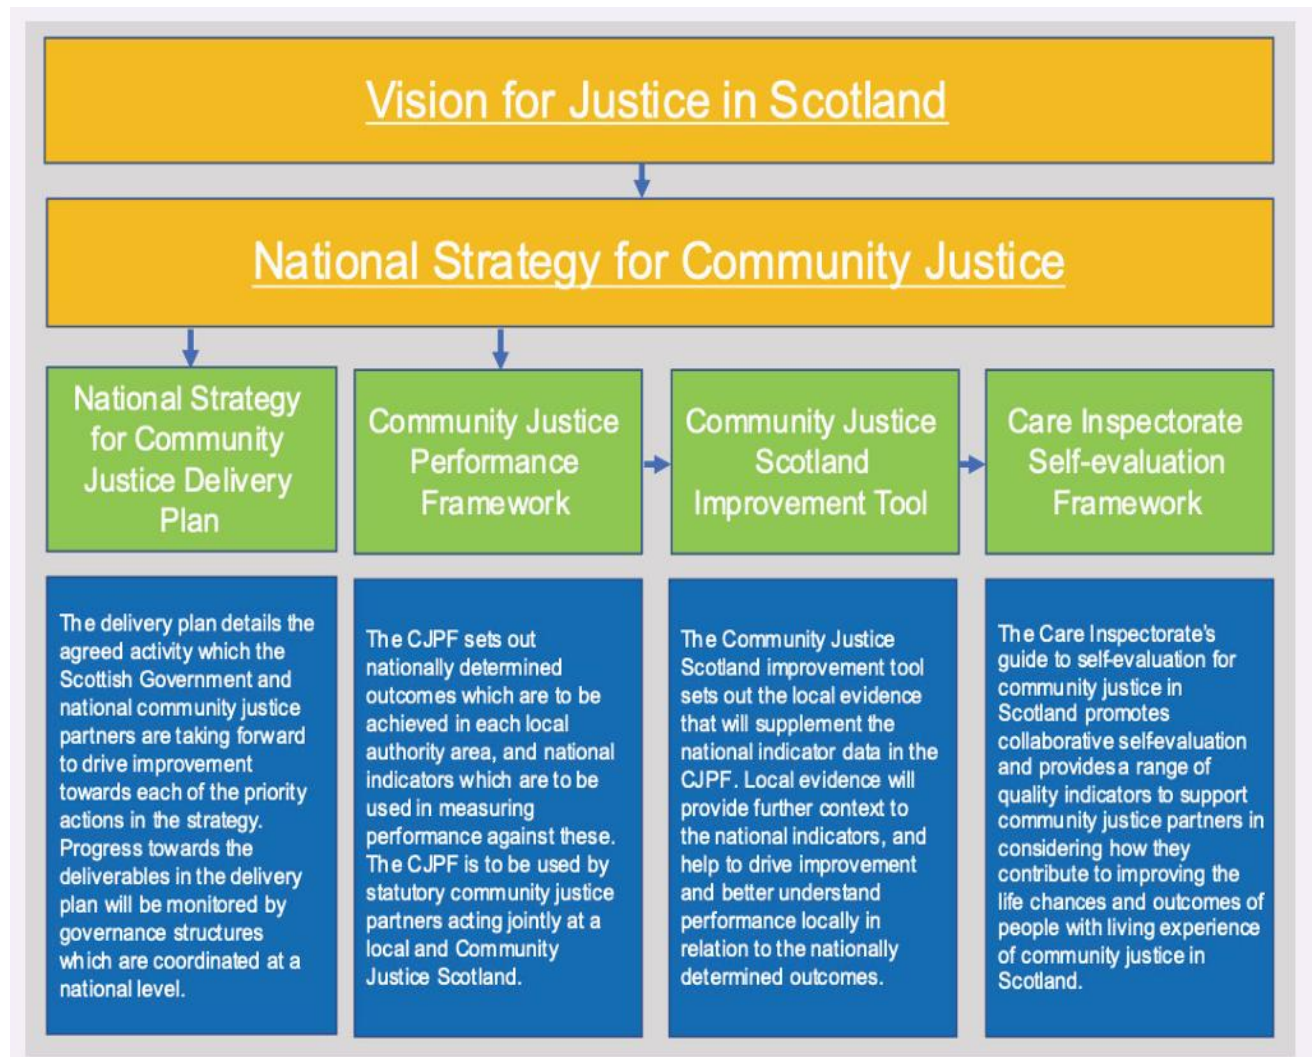 Vision for Justice in Scotland
National Strategy for Community Justice
National Strategy
for Community
Justice Delivery
Plan
Community Justice
Performance
Framework
Community Justice
Scotland
Improvement Tool
Care Inspectorate
Self-evaluation
Framework
The delivery plan details the
agreed activity which the
Scottish Government and
national community justice
partners are taking forward
to drive improvement
towards each of the priority
actions in the strategy.
Progress towards the
deliverables in the delivery
plan will be monitored by
governance structures
which are coordinated at a
national level.
The CJPF sets out
nationally determined
outcomes which are to be
achieved in each local
authority area, and national
indicators which are to be
used in measuring
performance against these.
The CJPF is to be used by
statutory community justice
partners acting jointly at a
local and Community
Justice Scotland.
The Community Justice
Scotland improvement tool
sets out the local evidence
that will supplement the
national indicator data in the
CJPF. Local evidence will
provide further context to
the national indicators, and
help to drive improvement
and better understand
performance locally in
relation to the nationally
determined outcomes.
The Care Inspectorate's
guide to self-evaluation for
community justice in
Scotland promotes
collaborative selfevaluation
and provides a range of
quality indicators to support
community justice partners in
considering how they
contribute to improving the
life chances and outcomes of
people with living experience
of community justice in
Scotland.